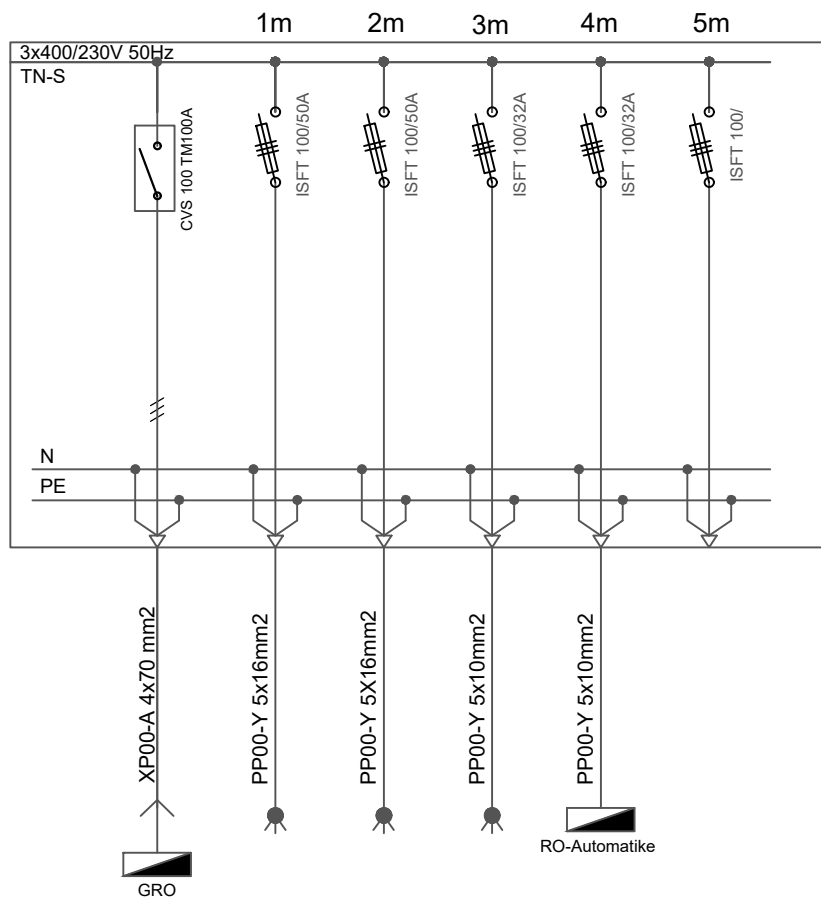 1m
2m
3m
4m
5m
3x400/230V 50Hz
TN-S
CVS 100 TM100A
ISFT 100/50A
ISFT 100/50A
ISFT 100/32A
ISFT 100/32A
ISFT 100/
N
PE
XP00-A 4x70 mm2
PP00-Y 5x16mm2
PP00-Y 5X16mm2
PP00-Y 5x10mm2
PP00-Y 5x10mm2
RO-Automatike
GRO